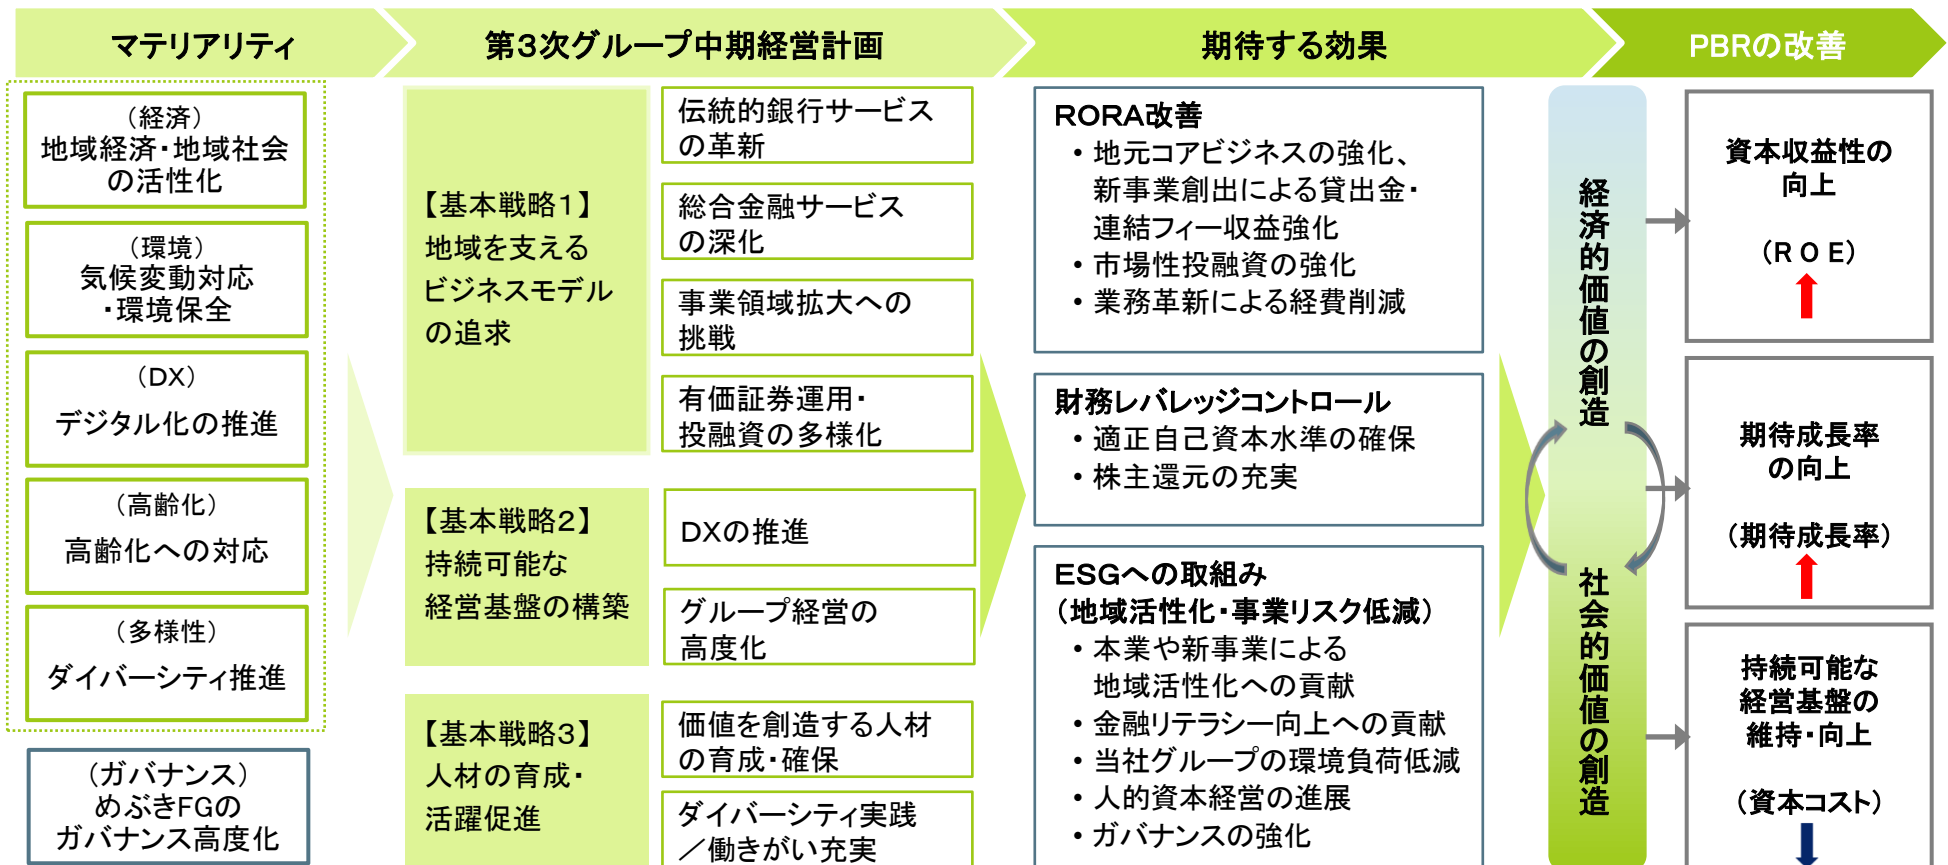 マテリアリティ
第3次グループ中期経営計画
期待する効果
PBRの改善
（経済）
地域経済・地域社会
の活性化
（環境）
気候変動対応
・環境保全
（DX）
デジタル化の推進
（高齢化）
高齢化への対応
（多様性）
ダイバーシティ推進
（ガバナンス）
めぶきFGの
ガバナンス高度化
【基本戦略1】
地域を支える
ビジネスモデル
の追求
伝統的銀行サービス
の革新
総合金融サービス
の深化
事業領域拡大への
挑戦
有価証券運用・
投融資の多様化
【基本戦略2】
持続可能な
経営基盤の構築
DXの推進
グループ経営の
高度化
【基本戦略3】
人材の育成・
活躍促進
価値を創造する人材
の育成・確保
ダイバーシティ実践
／働きがい充実
RORA改善
・地元コアビジネスの強化、
新事業創出による貸出金・
連結フィー収益強化
・市場性投融資の強化
・業務革新による経費削減
財務レバレッジコントロール
・適正自己資本水準の確保
・株主還元の充実
ESGへの取組み
（地域活性化・事業リスク低減）
・本業や新事業による
地域活性化への貢献
・金融リテラシー向上への貢献
・当社グループの環境負荷低減
・人的資本経営の進展
・ガバナンスの強化
経済的価値の創造
社会的価値の創造
資本収益性の
向上
（ＲＯＥ）
期待成長率
の向上
（期待成長率）
持続可能な
経営基盤の
維持・向上
（資本コスト）